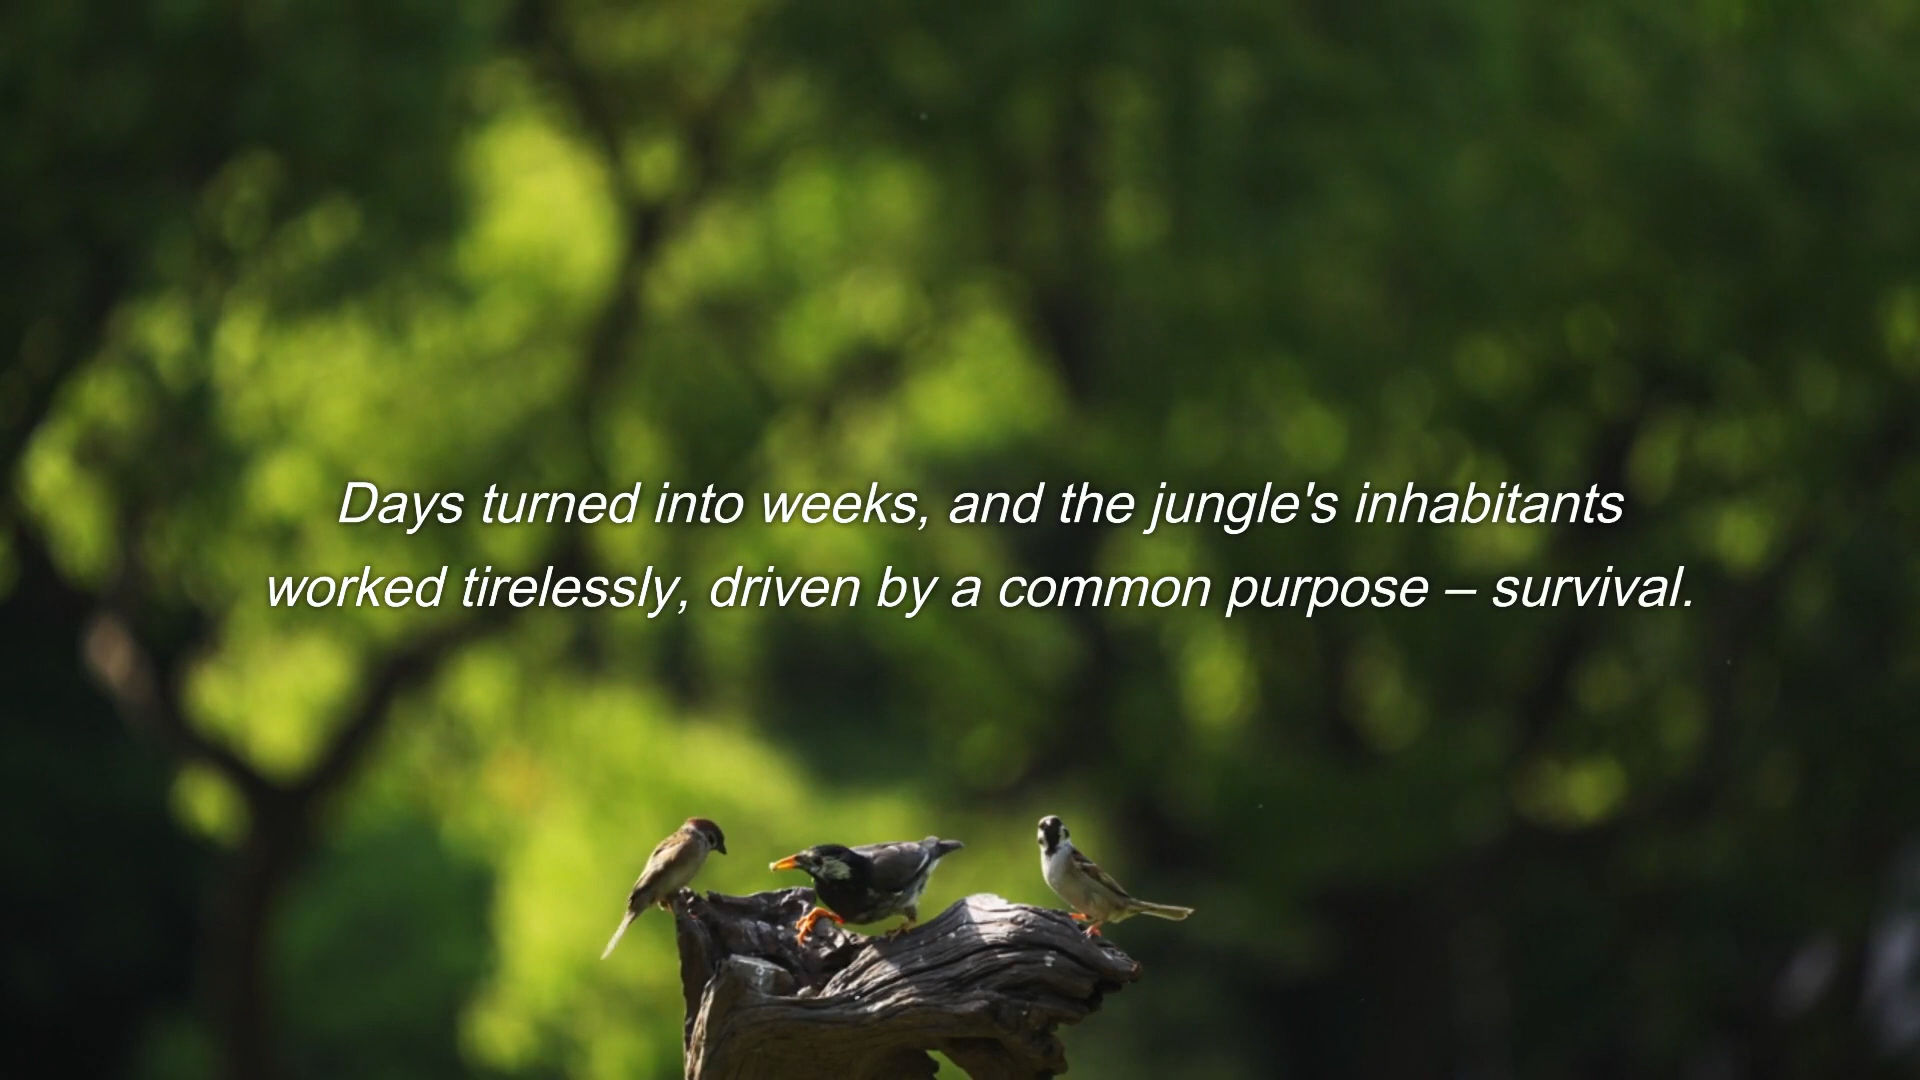 Days turned into weeks, and the jungle's inhabitants
worked tirelessly, driven by a common purpose – survival.